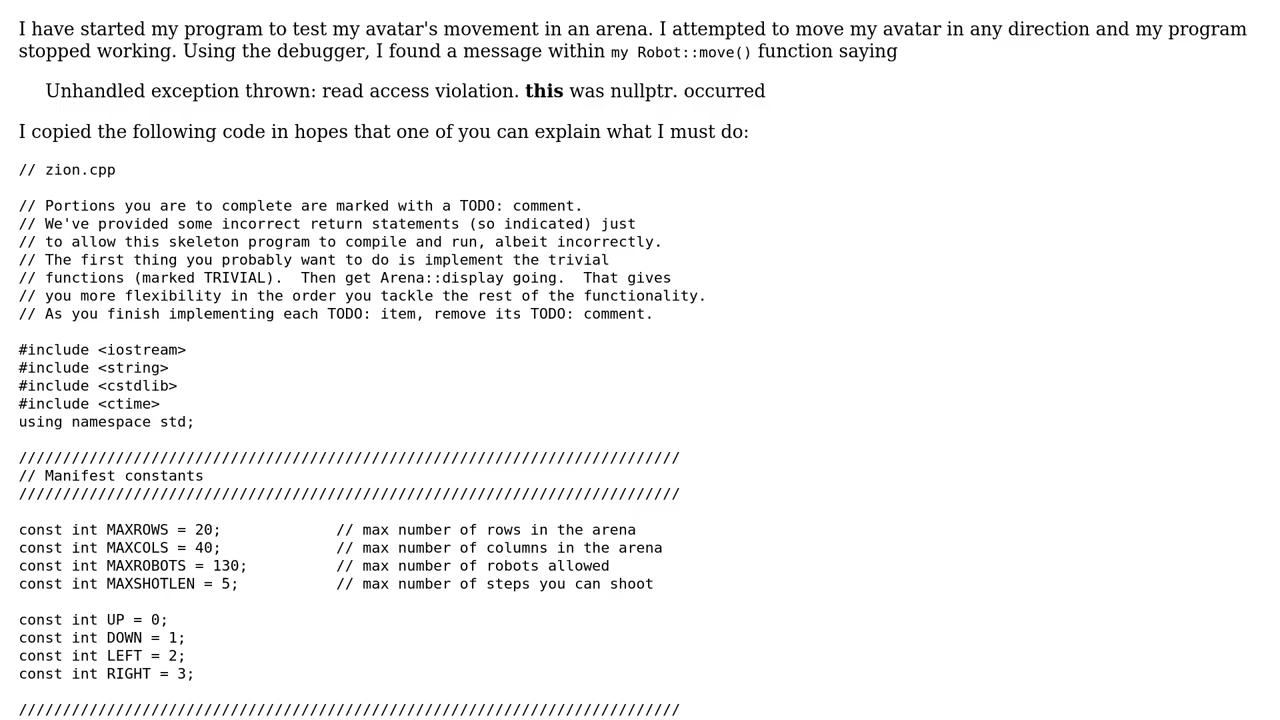 I have started my program to test my avatar's movement in an arena. I attempted to move my avatar in any direction and my program
stopped working. Using the debugger, I found a message within my Robot::move() function saying
Unhandled exception thrown: read access violation. this was nullptr. occurred
I copied the following code in hopes that one of you can explain what I must do:
// zion.cpp
// Portions you are to complete are marked with a TODO: comment.
// We've provided some incorrect return statements (so indicated) just
// to allow this skeleton program to compile and run, albeit incorrectly.
// The first thing you probably want to do is implement the trivial
// functions (marked TRIVIAL).  Then get Arena::display going.  That gives
// you more flexibility in the order you tackle the rest of the functionality.
// As you finish implementing each TODO: item, remove its TODO: comment.
#include <iostream>
#include <string>
#include <cstdlib>
#include <ctime>
using namespace std;
///////////////////////////////////////////////////////////////////////////
// Manifest constants
///////////////////////////////////////////////////////////////////////////
const int MAXROWS = 20;             // max number of rows in the arena
const int MAXCOLS = 40;             // max number of columns in the arena
const int MAXROBOTS = 130;          // max number of robots allowed
const int MAXSHOTLEN = 5;           // max number of steps you can shoot
const int UP = 0;
const int DOWN = 1;
const int LEFT = 2;
const int RIGHT = 3;
///////////////////////////////////////////////////////////////////////////